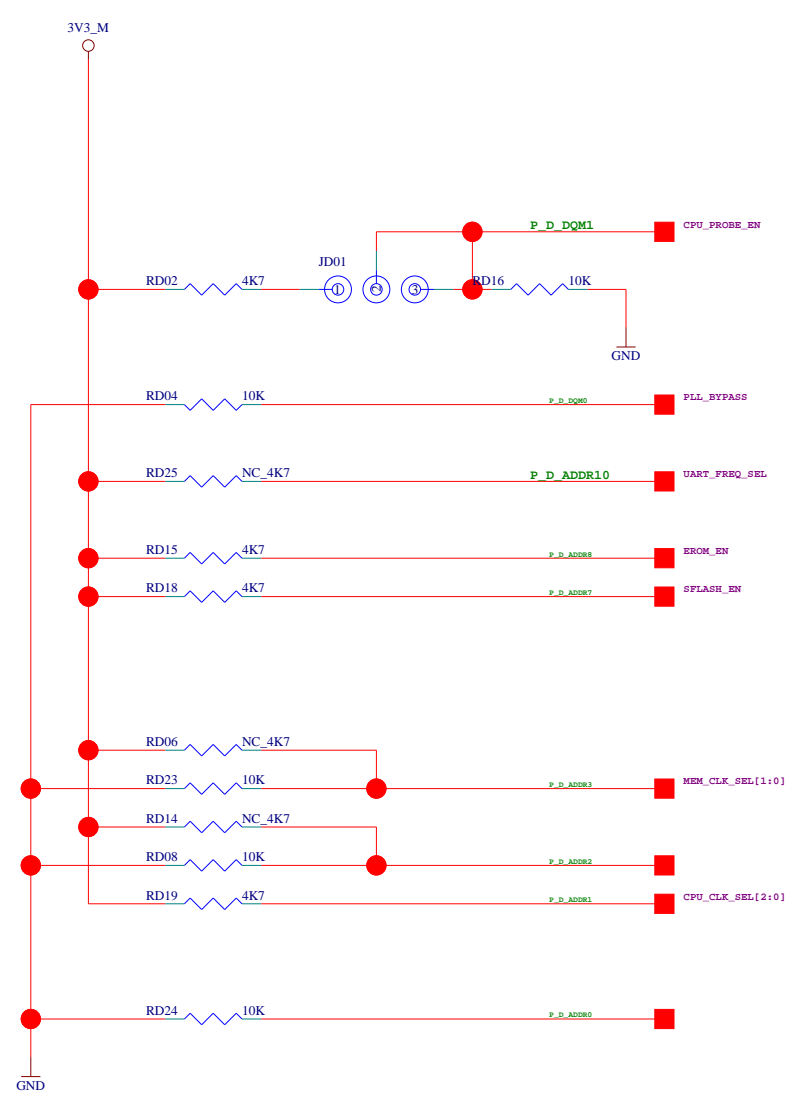 3V3_M
P_D_DQM1 CPU_PROBE_EN
JD01
RD02 4K7 1 2 3 RD16 10K
GND
RD04 10K P_D_DQM0 PLL_BYPASS
RD25 NC_4K7 P_D_ADDR10 UART_FREQ_SEL
RD15 4K7 P_D_ADDR8 EROM_EN
RD18 4K7 P_D_ADDR7 SFLASH_EN
RD06 NC_4K7
RD23 10K P_D_ADDR3 MEM_CLK_SEL[1:0]
RD14 NC_4K7
RD08 10K P_D_ADDR2
RD19 4K7 P_D_ADDR1 CPU_CLK_SEL[2:0]
RD24 10K P_D_ADDR0
GND